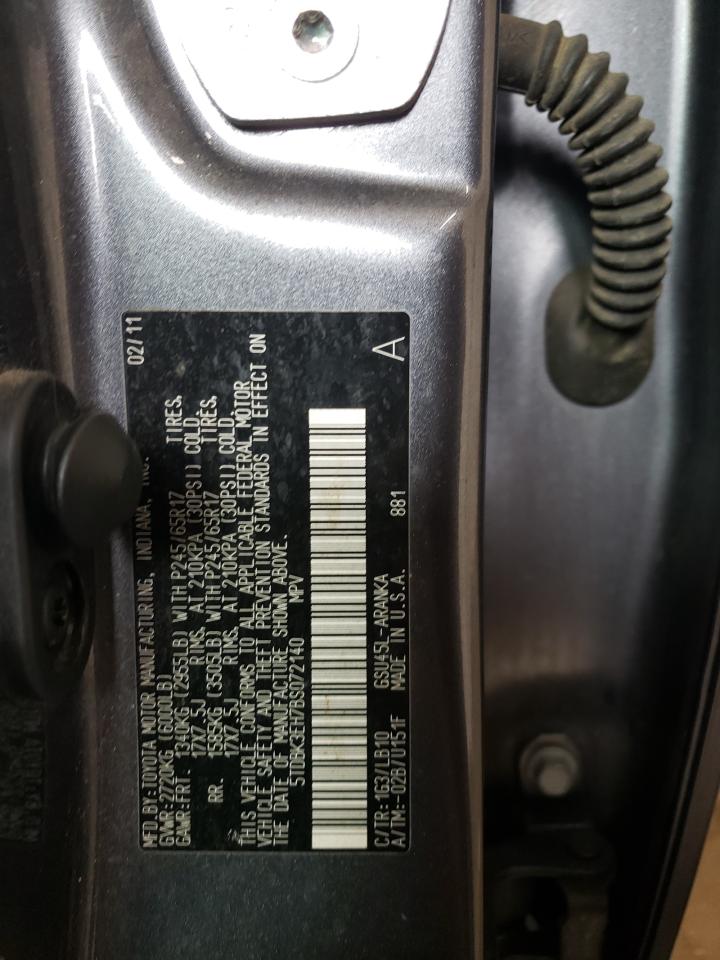 MFD.BY:TOYOTA MOTOR MANUFACTURING, INDIANA, INC. 02/11
GVWR:2720KG (6000LB)
GAWR:FRT. 1340KG (2955LB) WITH P245/65R17 TIRES.
17X7.5J RIMS. AT 210KPA (30PSI) COLD.
RR. 1585KG (3505LB) WITH P245/65R17 TIRES.
17X7.5J RIMS. AT 210KPA (30PSI) COLD.
THIS VEHICLE CONFORMS TO ALL APPLICABLE FEDERAL MOTOR
VEHICLE SAFETY AND THEFT PREVENTION STANDARDS IN EFFECT ON
THE DATE OF MANUFACTURE SHOWN ABOVE.
5TDBK3EH7BS072140 MPV
C/TR:1G3/LB10 GSU45L-ARANKA A
A/TM:-02B/U151F MADE IN U.S.A. 881